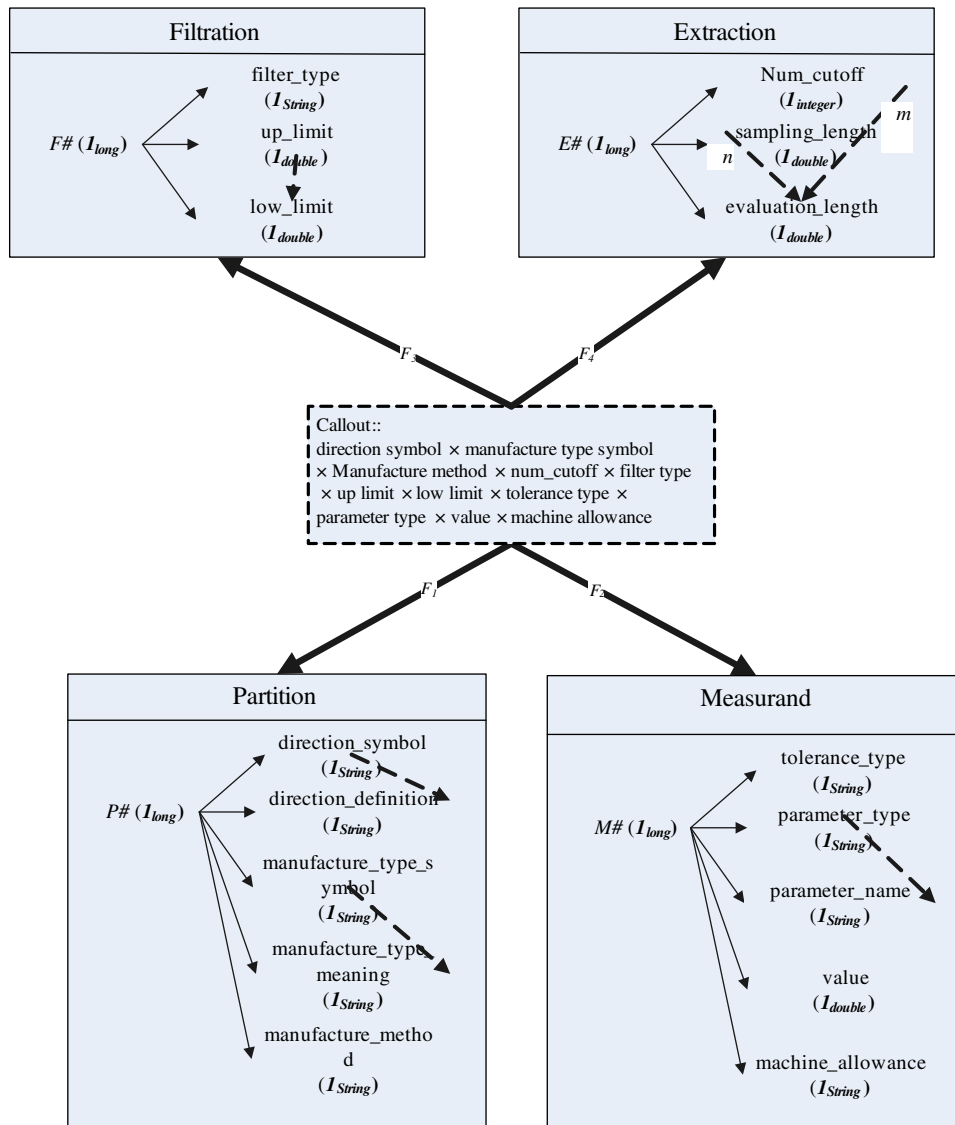 Filtration
filter_type
(1String)
F# (1long)
up_limit
(1double)
low_limit
(1double)
Extraction
Num_cutoff
(1integer)
m
E# (1long)
sampling_length
n
(1double)
evaluation_length
(1double)
F3
F4
Callout::
direction symbol × manufacture type symbol
× Manufacture method × num_cutoff × filter type
× up limit × low limit × tolerance type ×
parameter type × value × machine allowance
F1
F2
Partition
direction_symbol
(1String)
P# (1long)
direction_definition
(1String)
manufacture_type_s
ymbol
(1String)
manufacture_type_
meaning
(1String)
manufacture_metho
d
(1String)
Measurand
tolerance_type
(1String)
M# (1long)
parameter_type
(1String)
parameter_name
(1String)
value
(1double)
machine_allowance
(1String)